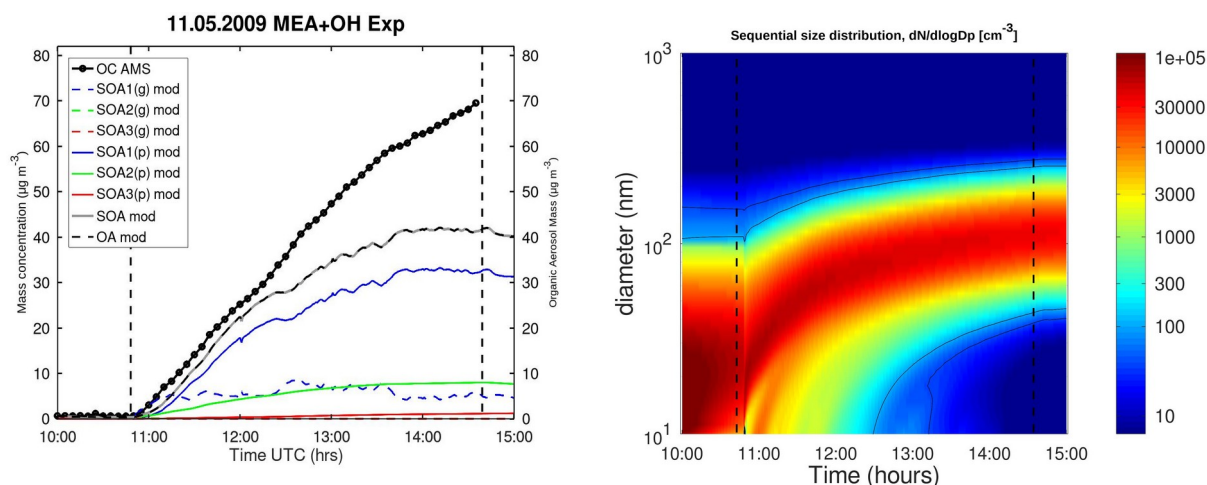 11.05.2009 MEA+OH Exp
80
70
60
50
40
30
20
10
0
Mass concentration (µg m⁻³)
OC AMS
SOA1(g) mod
SOA2(g) mod
SOA3(g) mod
SOA1(p) mod
SOA2(p) mod
SOA3(p) mod
SOA mod
OA mod
80
70
60
50
40
30
20
10
0
Organic Aerosol Mass (µg m⁻³)
10:00 11:00 12:00 13:00 14:00 15:00
Time UTC (hrs)
Sequential size distribution, dN/dlogDp [cm⁻³]
10³
10²
10¹
diameter (nm)
10:00 11:00 12:00 13:00 14:00 15:00
Time (hours)
1e+05
30000
10000
3000
1000
300
100
30
10